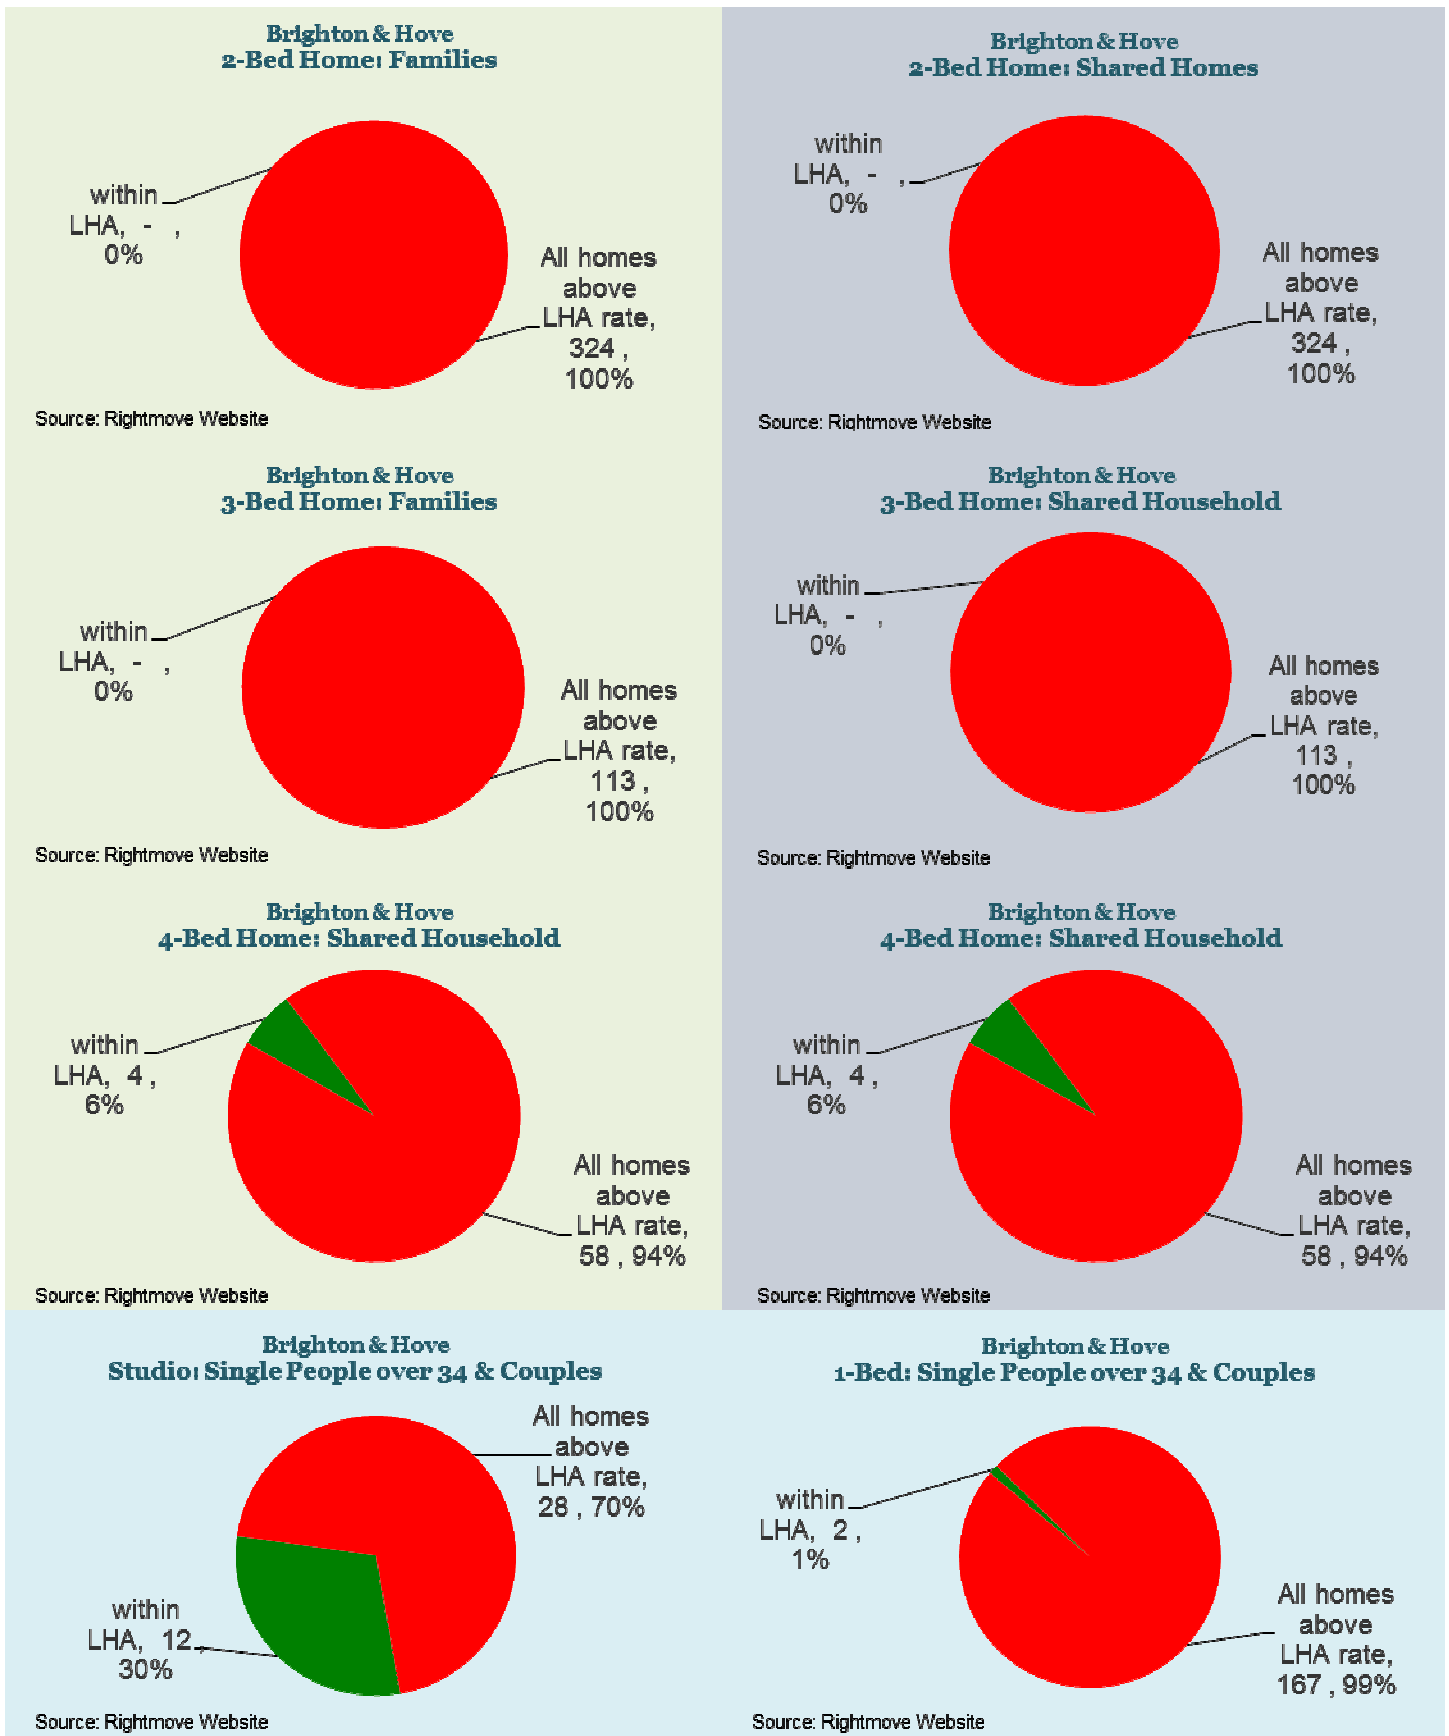 Brighton & Hove
2-Bed Home: Families
within
LHA, - ,
0%
All homes
above
LHA rate,
324 ,
100%
Source: Rightmove Website
Brighton & Hove
2-Bed Home: Shared Homes
within
LHA, - ,
0%
All homes
above
LHA rate,
324 ,
100%
Source: Rightmove Website
Brighton & Hove
3-Bed Home: Families
within
LHA, - ,
0%
All homes
above
LHA rate,
113 ,
100%
Source: Rightmove Website
Brighton & Hove
3-Bed Home: Shared Household
within
LHA, - ,
0%
All homes
above
LHA rate,
113 ,
100%
Source: Rightmove Website
Brighton & Hove
4-Bed Home: Shared Household
within
LHA, 4 ,
6%
All homes
above
LHA rate,
58 , 94%
Source: Rightmove Website
Brighton & Hove
4-Bed Home: Shared Household
within
LHA, 4 ,
6%
All homes
above
LHA rate,
58 , 94%
Source: Rightmove Website
Brighton & Hove
Studio: Single People over 34 & Couples
All homes
above
LHA rate,
28 , 70%
within
LHA, 12 ,
30%
Source: Rightmove Website
Brighton & Hove
1-Bed: Single People over 34 & Couples
within
LHA, 2 ,
1%
All homes
above
LHA rate,
167 , 99%
Source: Rightmove Website